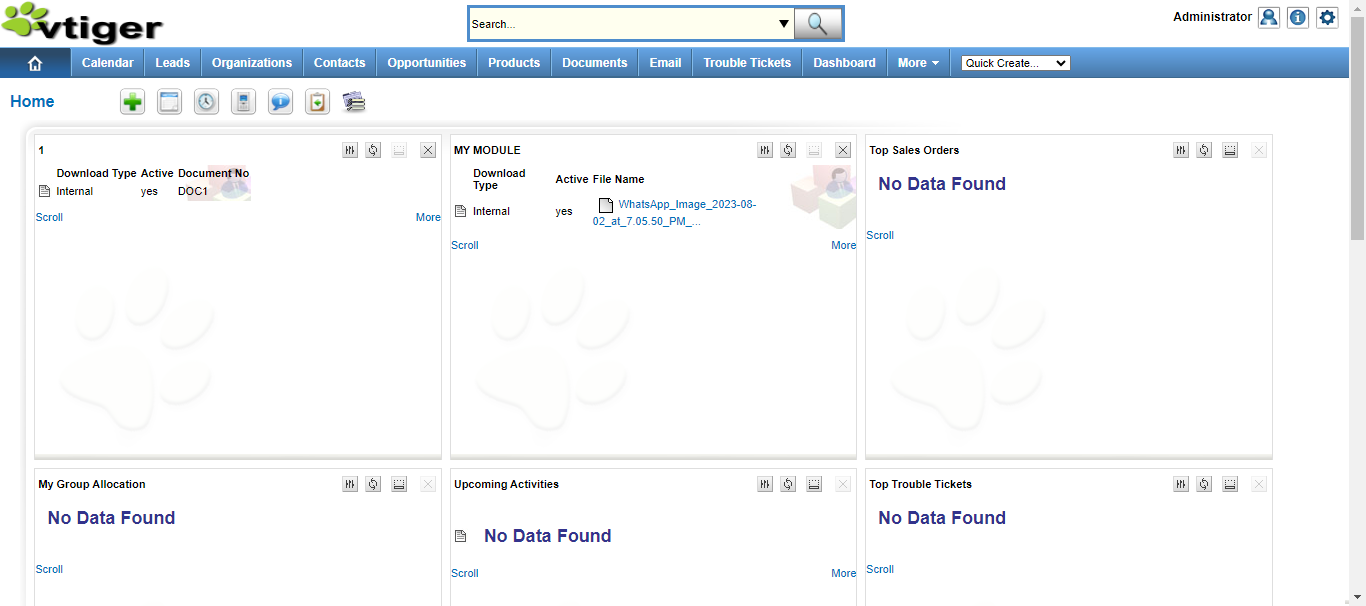 vtiger
Search...
Administrator
Calendar
Leads
Organizations
Contacts
Opportunities
Products
Documents
Email
Trouble Tickets
Dashboard
More
Quick Create...
Home
1
Download Type Active Document No
Internal yes DOC1
Scroll More
MY MODULE
Download
Type
Active File Name
Internal yes WhatsApp_Image_2023-08-
02_at_7.05.50_PM_...
Scroll More
Top Sales Orders
No Data Found
Scroll
My Group Allocation
No Data Found
Scroll
Upcoming Activities
No Data Found
Scroll More
Top Trouble Tickets
No Data Found
Scroll